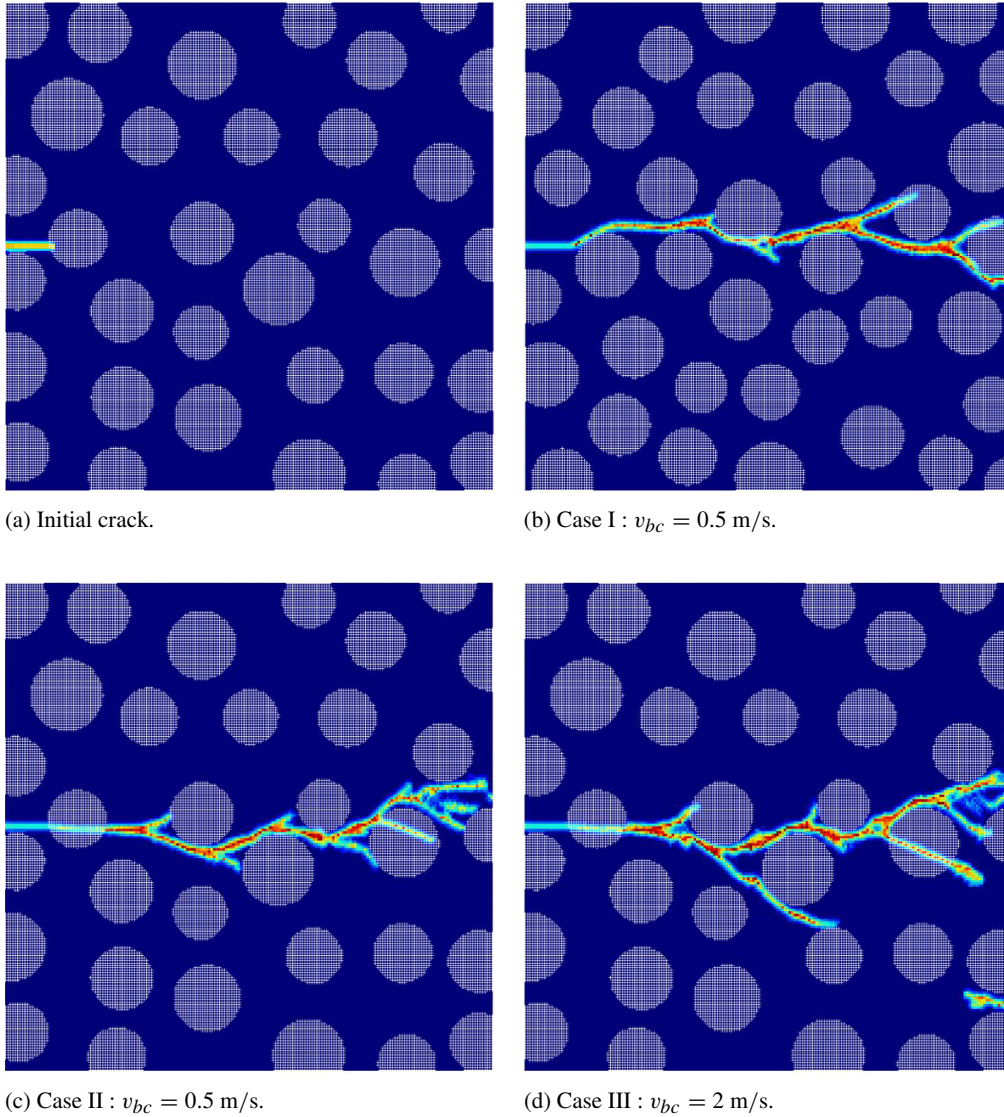 (a) Initial crack.
(b) Case I : v_bc = 0.5 m/s.
(c) Case II : v_bc = 0.5 m/s.
(d) Case III : v_bc = 2 m/s.